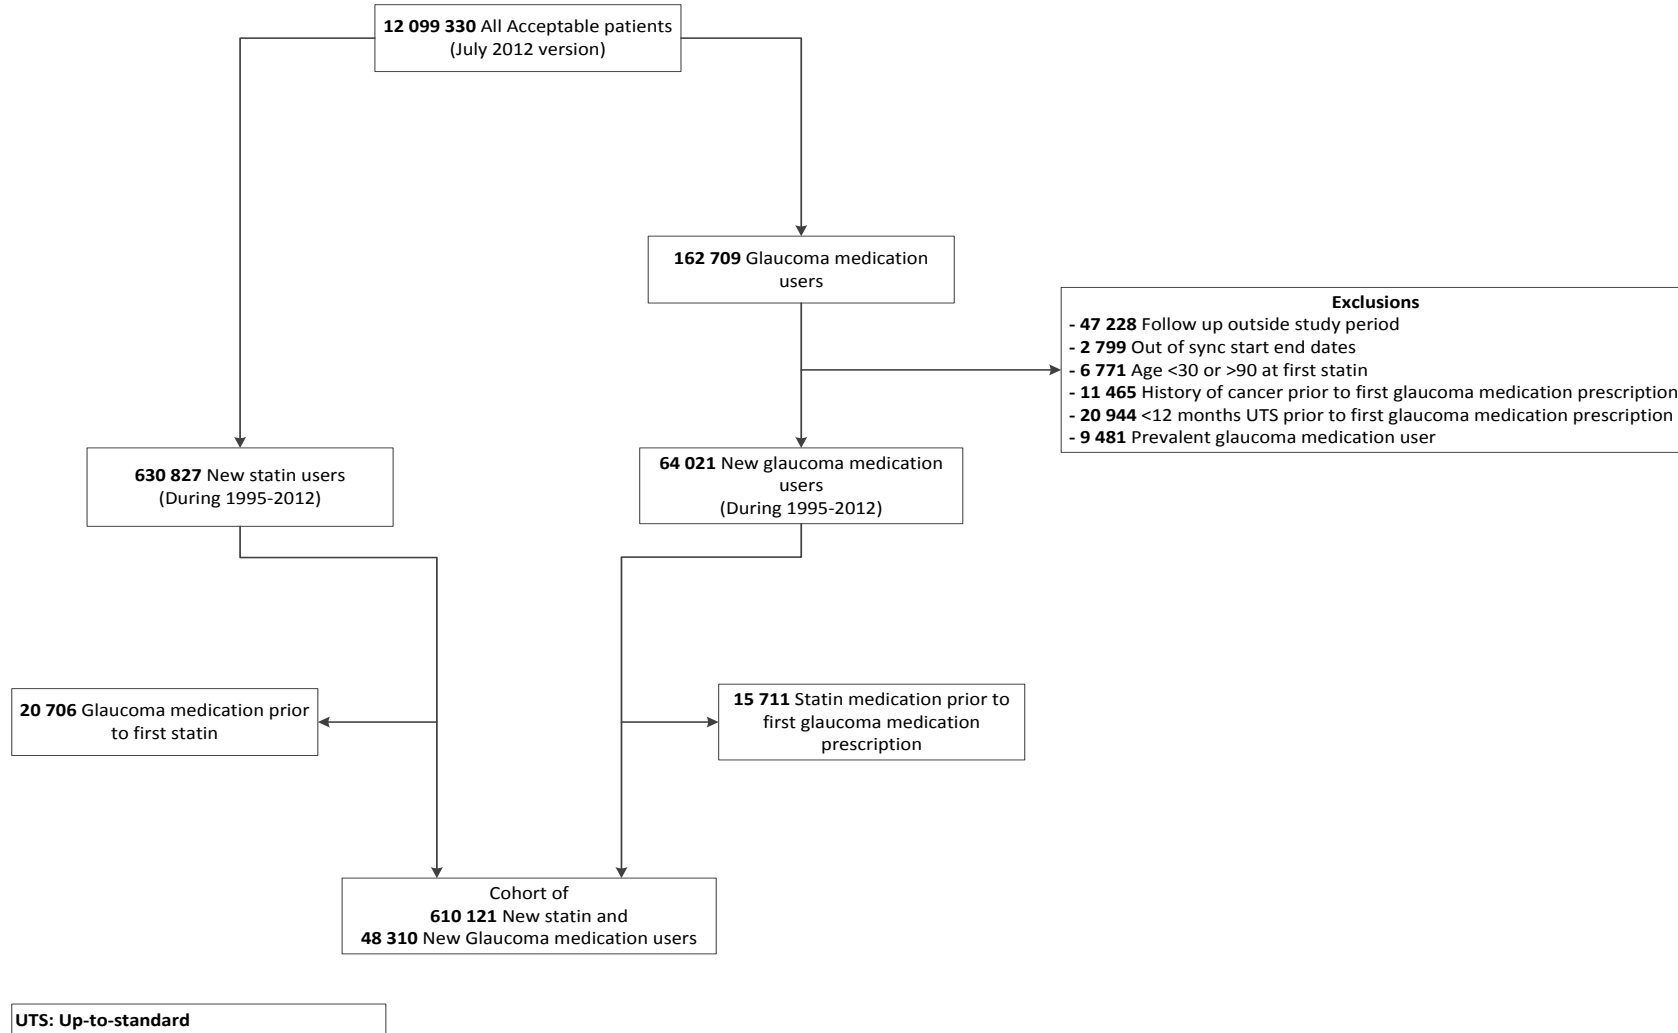 12 099 330 All Acceptable patients
(July 2012 version)
162 709 Glaucoma medication
users
Exclusions
- 47 228 Follow up outside study period
- 2 799 Out of sync start end dates
- 6 771 Age <30 or >90 at first statin
- 11 465 History of cancer prior to first glaucoma medication prescription
- 20 944 <12 months UTS prior to first glaucoma medication prescription
- 9 481 Prevalent glaucoma medication user
630 827 New statin users
(During 1995-2012)
64 021 New glaucoma medication
users
(During 1995-2012)
20 706 Glaucoma medication prior
to first statin
15 711 Statin medication prior to
first glaucoma medication
prescription
Cohort of
610 121 New statin and
48 310 New Glaucoma medication users
UTS: Up-to-standard